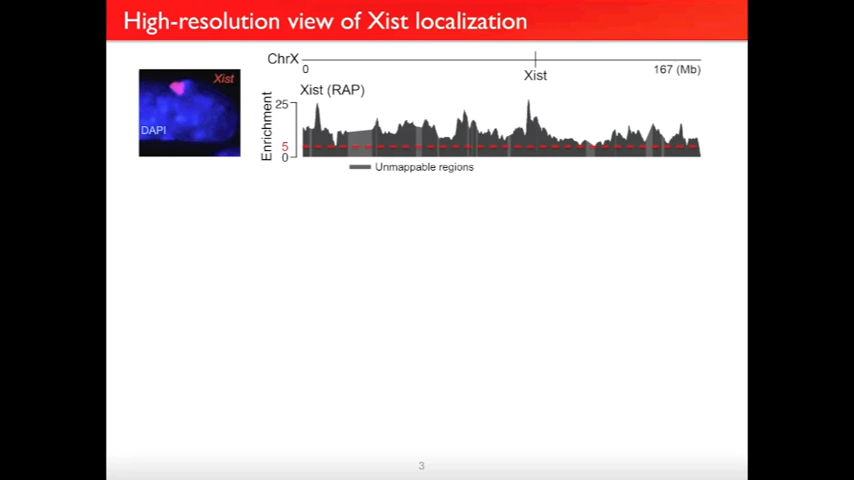 High-resolution view of Xist localization
Xist
DAPI
ChrX
0
Xist
167 (Mb)
Xist (RAP)
Enrichment
25
5
0
Unmappable regions
3